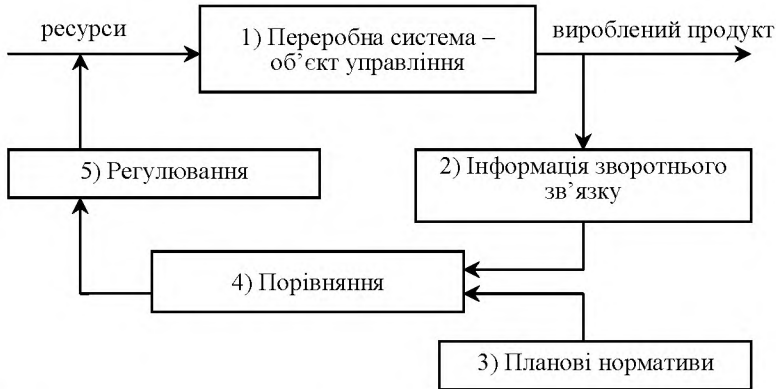 ресурси
1) Переробна система –
об’єкт управління
вироблений продукт
5) Регулювання
2) Інформація зворотнього
зв’язку
4) Порівняння
3) Планові нормативи